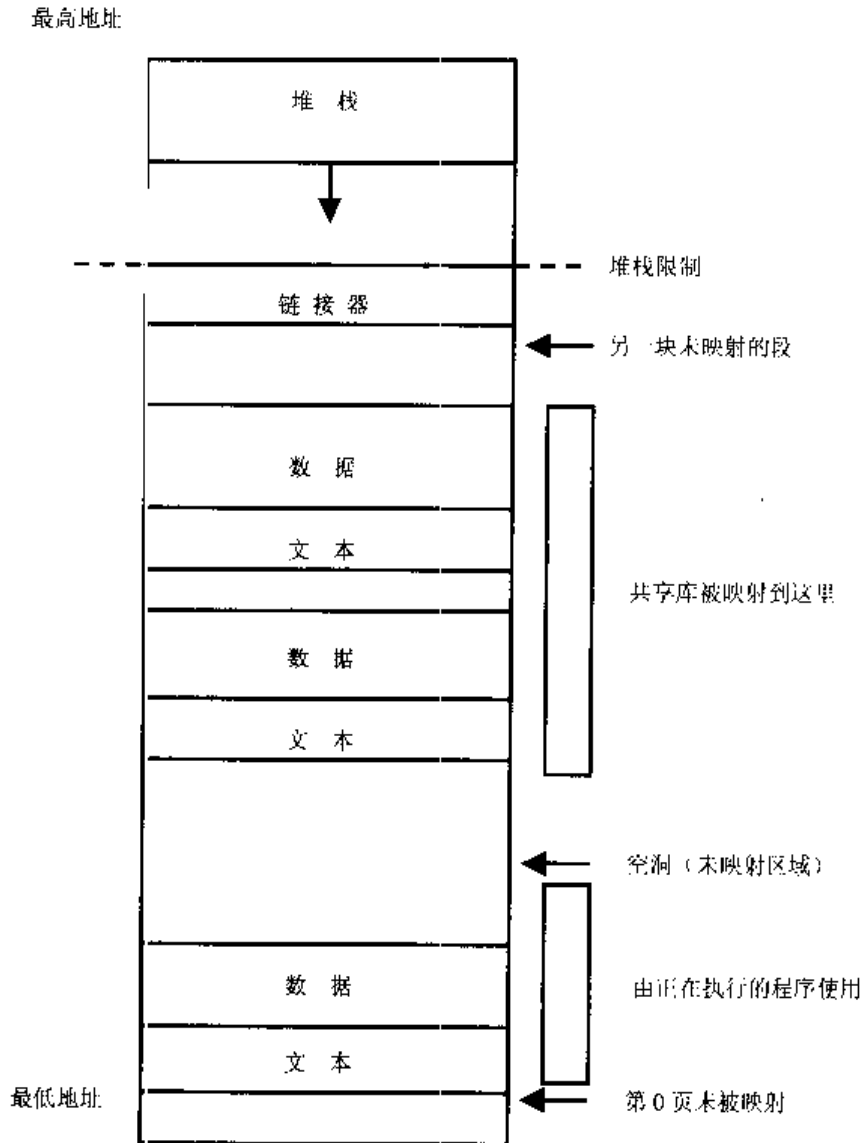 最高地址
堆 栈
堆栈限制
链 接 器
另一块未映射的段
数 据
文 本
共享库被映射到这里
数 据
文 本
空洞（未映射区域）
数 据
由正在执行的程序使用
文 本
最低地址
第0页未被映射